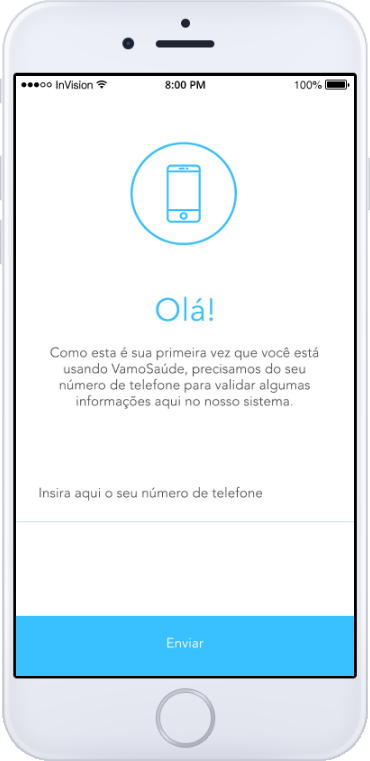 InVision 8:00 PM 100%
Olá!
Como esta é sua primeira vez que você está
usando VamoSaúde, precisamos do seu
número de telefone para validar algumas
informações aqui no nosso sistema.
Insira aqui o seu número de telefone
Enviar